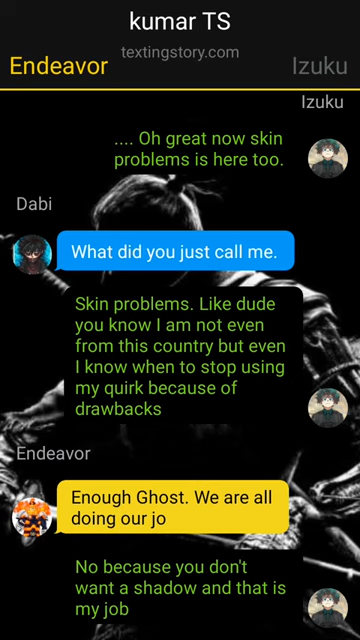 kumar TS
textingstory.com
Endeavor
Izuku
Izuku
.... Oh great now skin
problems is here too.
Dabi
What did you just call me.
Skin problems. Like dude
you know I am not even
from this country but even
I know when to stop using
my quirk because of
drawbacks
Endeavor
Enough Ghost. We are all
doing our jo
No because you don't
want a shadow and that is
my job